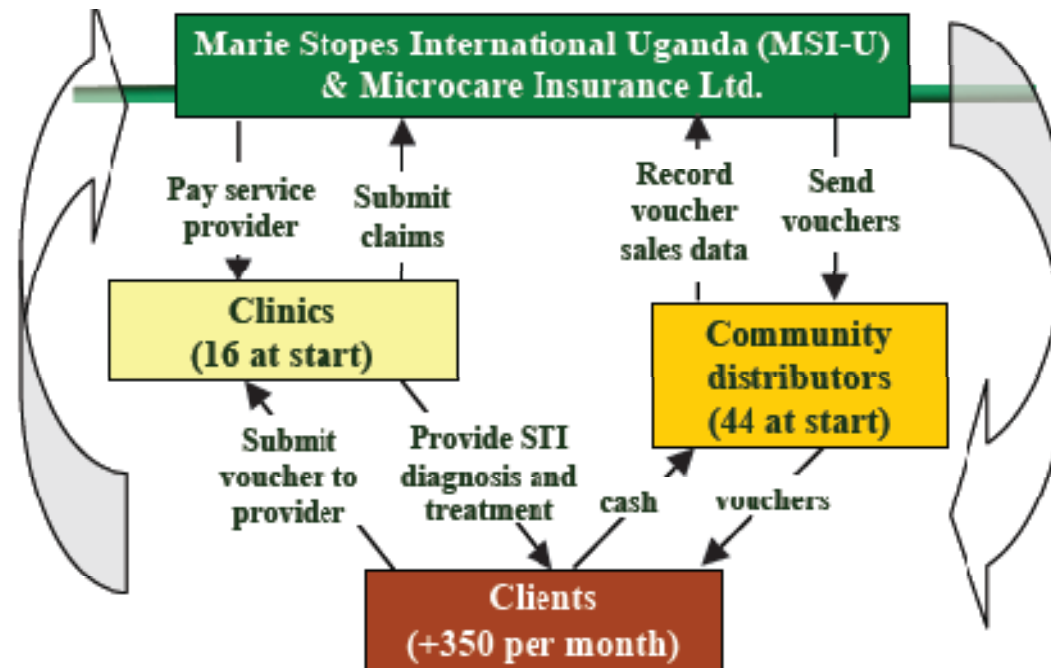 Marie Stopes International Uganda (MSI-U)
& Microcare Insurance Ltd.
Pay service
provider
Submit
claims
Record
voucher
sales data
Send
vouchers
Clinics
(16 at start)
Community
distributors
(44 at start)
Submit
voucher to
provider
Provide STI
diagnosis and
treatment
cash
vouchers
Clients
(+350 per month)